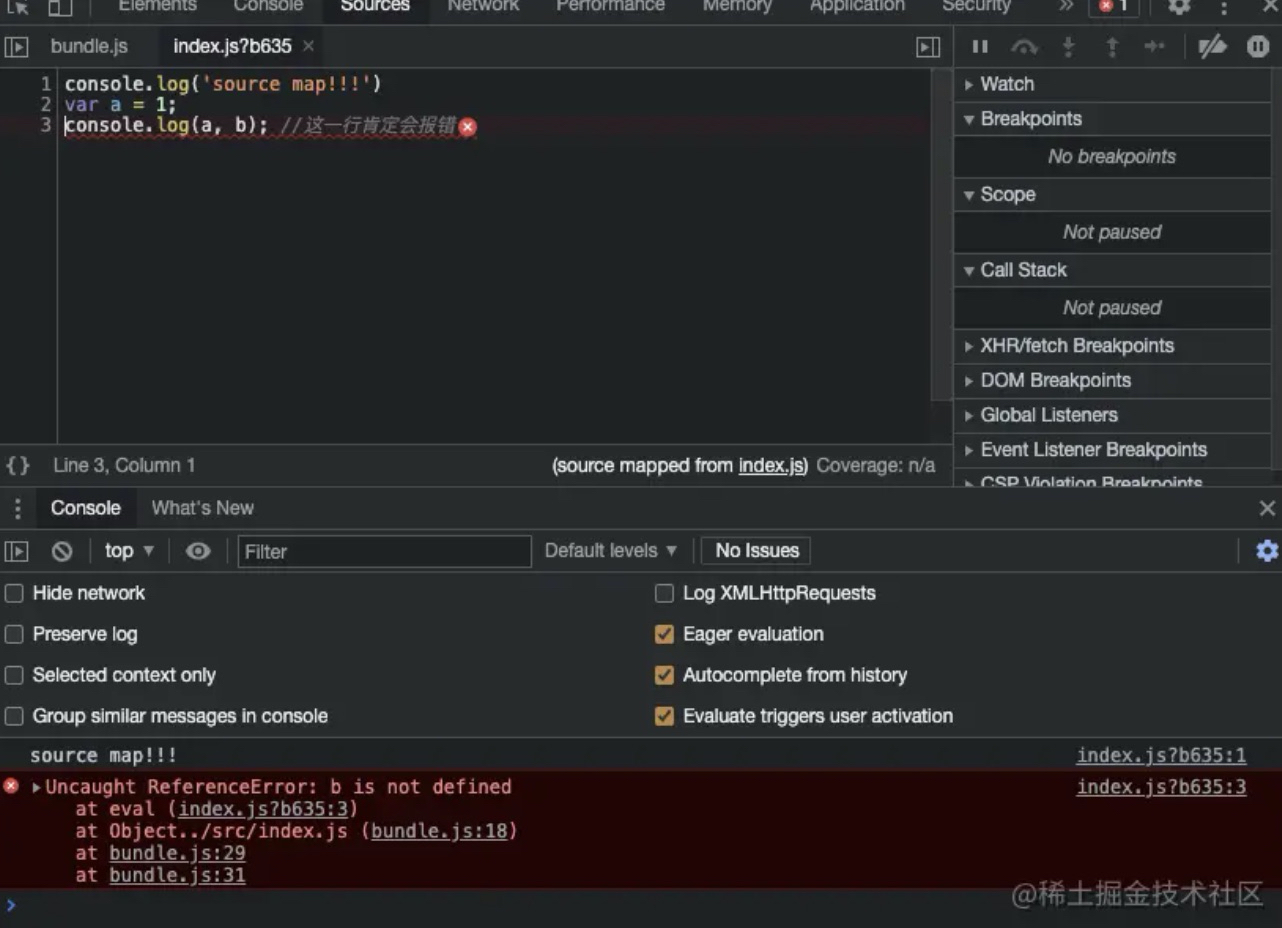 Elements Console Sources Network Performance Memory Application Security » 1
bundle.js index.js?b635 ×
1 console.log('source map!!!')
2 var a = 1;
3 console.log(a, b); //这一行肯定会报错
{} Line 3, Column 1 (source mapped from index.js) Coverage: n/a
Watch
Breakpoints
No breakpoints
Scope
Not paused
Call Stack
Not paused
XHR/fetch Breakpoints
DOM Breakpoints
Global Listeners
Event Listener Breakpoints
CSP Violation Breakpoints
Console What's New
top Filter Default levels No Issues
Hide network Log XMLHttpRequests
Preserve log Eager evaluation
Selected context only Autocomplete from history
Group similar messages in console Evaluate triggers user activation
source map!!! index.js?b635:1
Uncaught ReferenceError: b is not defined index.js?b635:3
at eval (index.js?b635:3)
at Object../src/index.js (bundle.js:18)
at bundle.js:29
at bundle.js:31
@稀土掘金技术社区